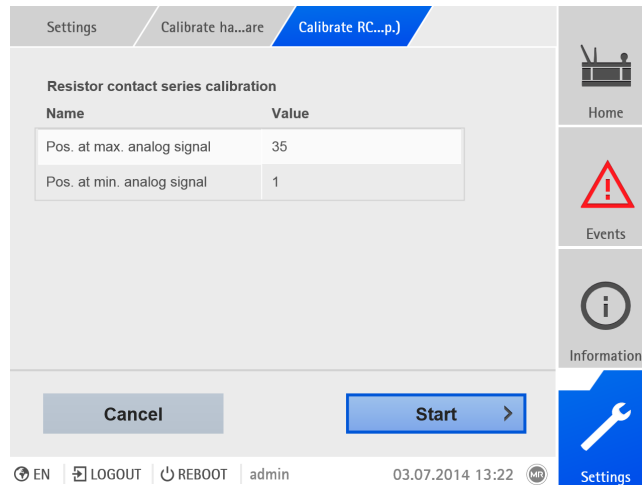 Settings
Calibrate ha...are
Calibrate RC...p.)
Resistor contact series calibration
Name Value
Pos. at max. analog signal 35
Pos. at min. analog signal 1
Cancel
Start
EN LOGOUT REBOOT admin 03.07.2014 13:22 MR
Home
Events
Information
Settings